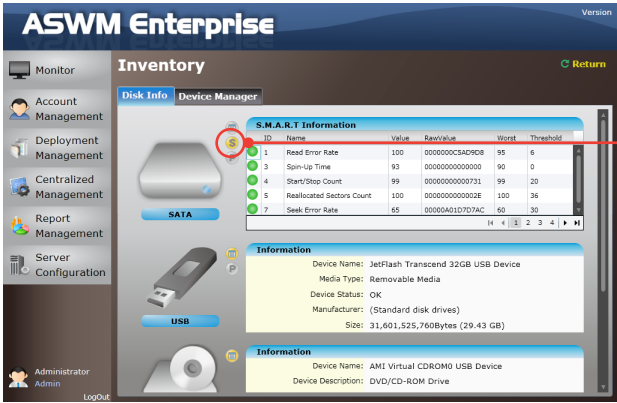 ASWM Enterprise
Version
Monitor
Account
Management
Deployment
Management
Centralized
Management
Report
Management
Server
Configuration
Administrator
Admin
LogOut
Inventory
Return
Disk Info
Device Manager
SATA
S
S.M.A.R.T Information
ID Name Value RawValue Worst Threshold
1 Read Error Rate 100 0000000C5AD9D8 95 6
3 Spin-Up Time 93 00000000000000 90 0
4 Start/Stop Count 99 00000000000731 99 20
5 Reallocated Sectors Count 100 0000000000002E 100 36
7 Seek Error Rate 65 00000A01D7D7AC 60 30
1 2 3 4
USB
P
Information
Device Name: JetFlash Transcend 32GB USB Device
Media Type: Removable Media
Device Status: OK
Manufacturer: (Standard disk drives)
Size: 31,601,525,760Bytes (29.43 GB)
Information
Device Name: AMI Virtual CDROM0 USB Device
Device Description: DVD/CD-ROM Drive